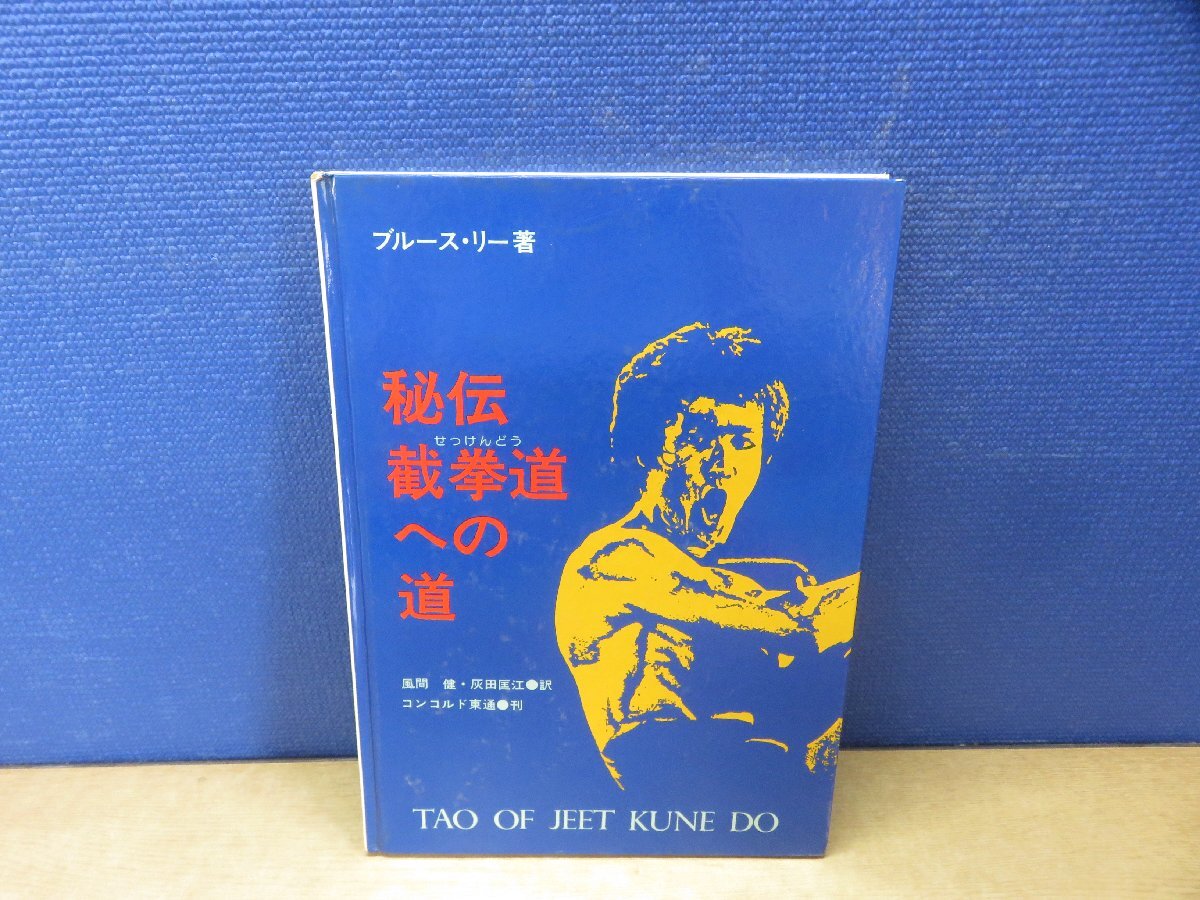 ブルース・リー著
秘伝
せっけんどう
截拳道
への
道
風間 健・灰田匡江●訳
コンコルド東通●刊
TAO OF JEET KUNE DO